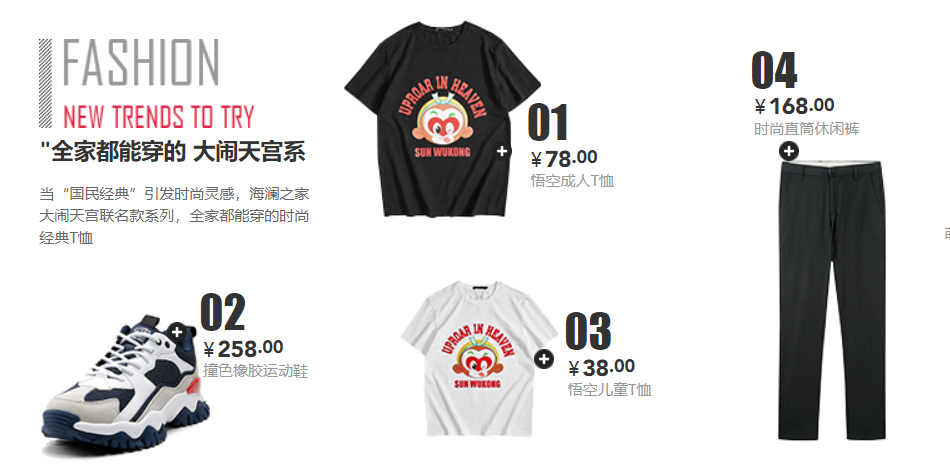 FASHION
NEW TRENDS TO TRY
"全家都能穿的 大闹天宫系
当“国民经典”引发时尚灵感，海澜之家
大闹天宫联名款系列，全家都能穿的时尚
经典T恤
UPROAR IN HEAVEN
SUN WUKONG
01
¥78.00
悟空成人T恤
02
¥258.00
撞色橡胶运动鞋
UPROAR IN HEAVEN
SUN WUKONG
03
¥38.00
悟空儿童T恤
04
¥168.00
时尚直筒休闲裤